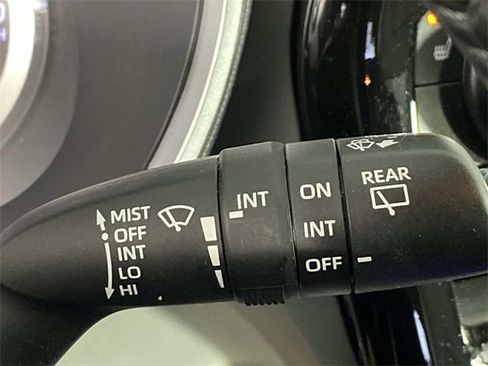 MIST
OFF
INT
LO
HI
INT
ON
INT
OFF
REAR